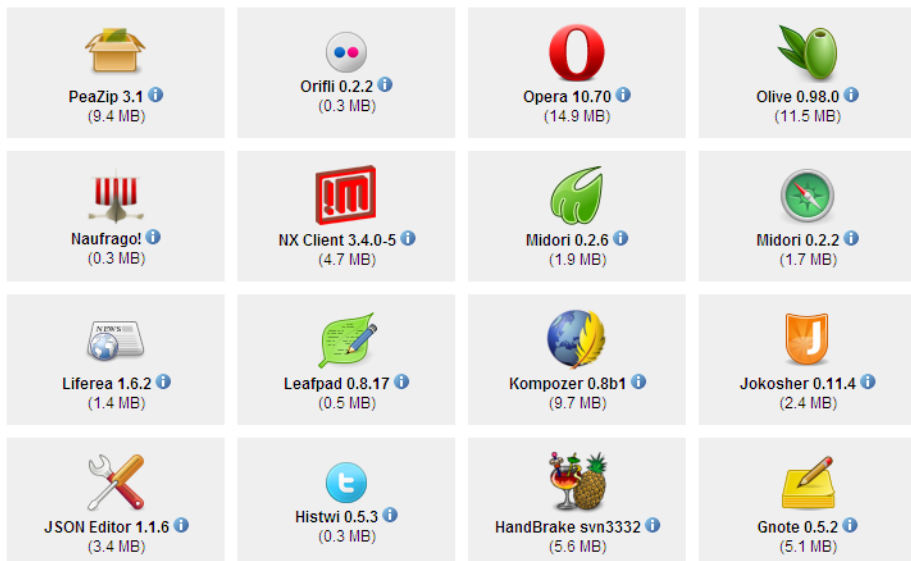 PeaZip 3.1
(9.4 MB)
Orifli 0.2.2
(0.3 MB)
Opera 10.70
(14.9 MB)
Olive 0.98.0
(11.5 MB)
Naufrago!
(0.3 MB)
NX Client 3.4.0-5
(4.7 MB)
Midori 0.2.6
(1.9 MB)
Midori 0.2.2
(1.7 MB)
NEWS
Liferea 1.6.2
(1.4 MB)
Leafpad 0.8.17
(0.5 MB)
Kompozer 0.8b1
(9.7 MB)
J
Jokosher 0.11.4
(2.4 MB)
JSON Editor 1.1.6
(3.4 MB)
t
Histwi 0.5.3
(0.3 MB)
HandBrake svn3332
(5.6 MB)
Gnote 0.5.2
(5.1 MB)